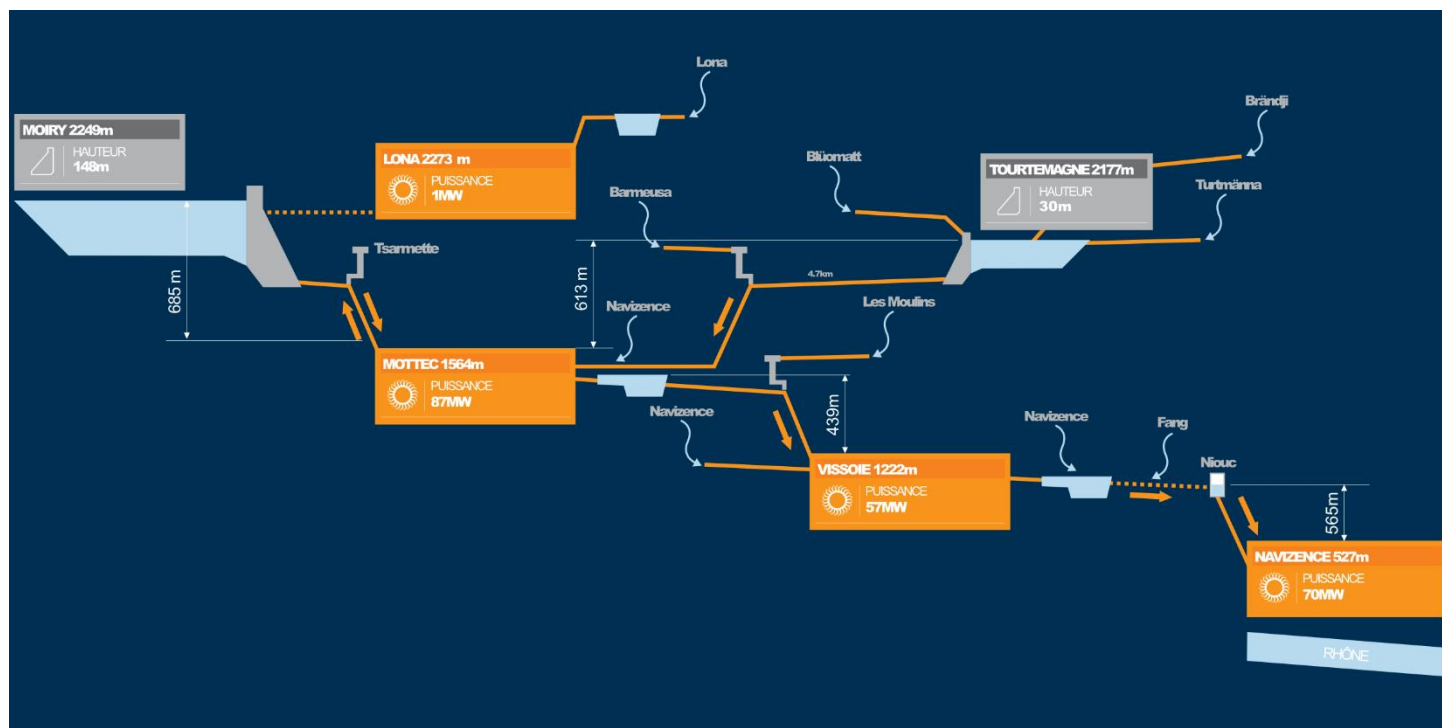 Lona
MOIRY 2249m
HAUTEUR
148m
LONA 2273 m
PUISSANCE
1MW
Brändji
Blüomatt
TOURTEMAGNE 2177m
HAUTEUR
30m
Barmeusa
Turtmänna
Tsarmette
685 m
613 m
4.7km
Navizence
Les Moulins
MOTTEC 1564m
PUISSANCE
87MW
439m
Navizence
VISSOIE 1222m
PUISSANCE
57MW
Navizence
Fang
Niouc
565m
NAVIZENCE 527m
PUISSANCE
70MW
RHÔNE